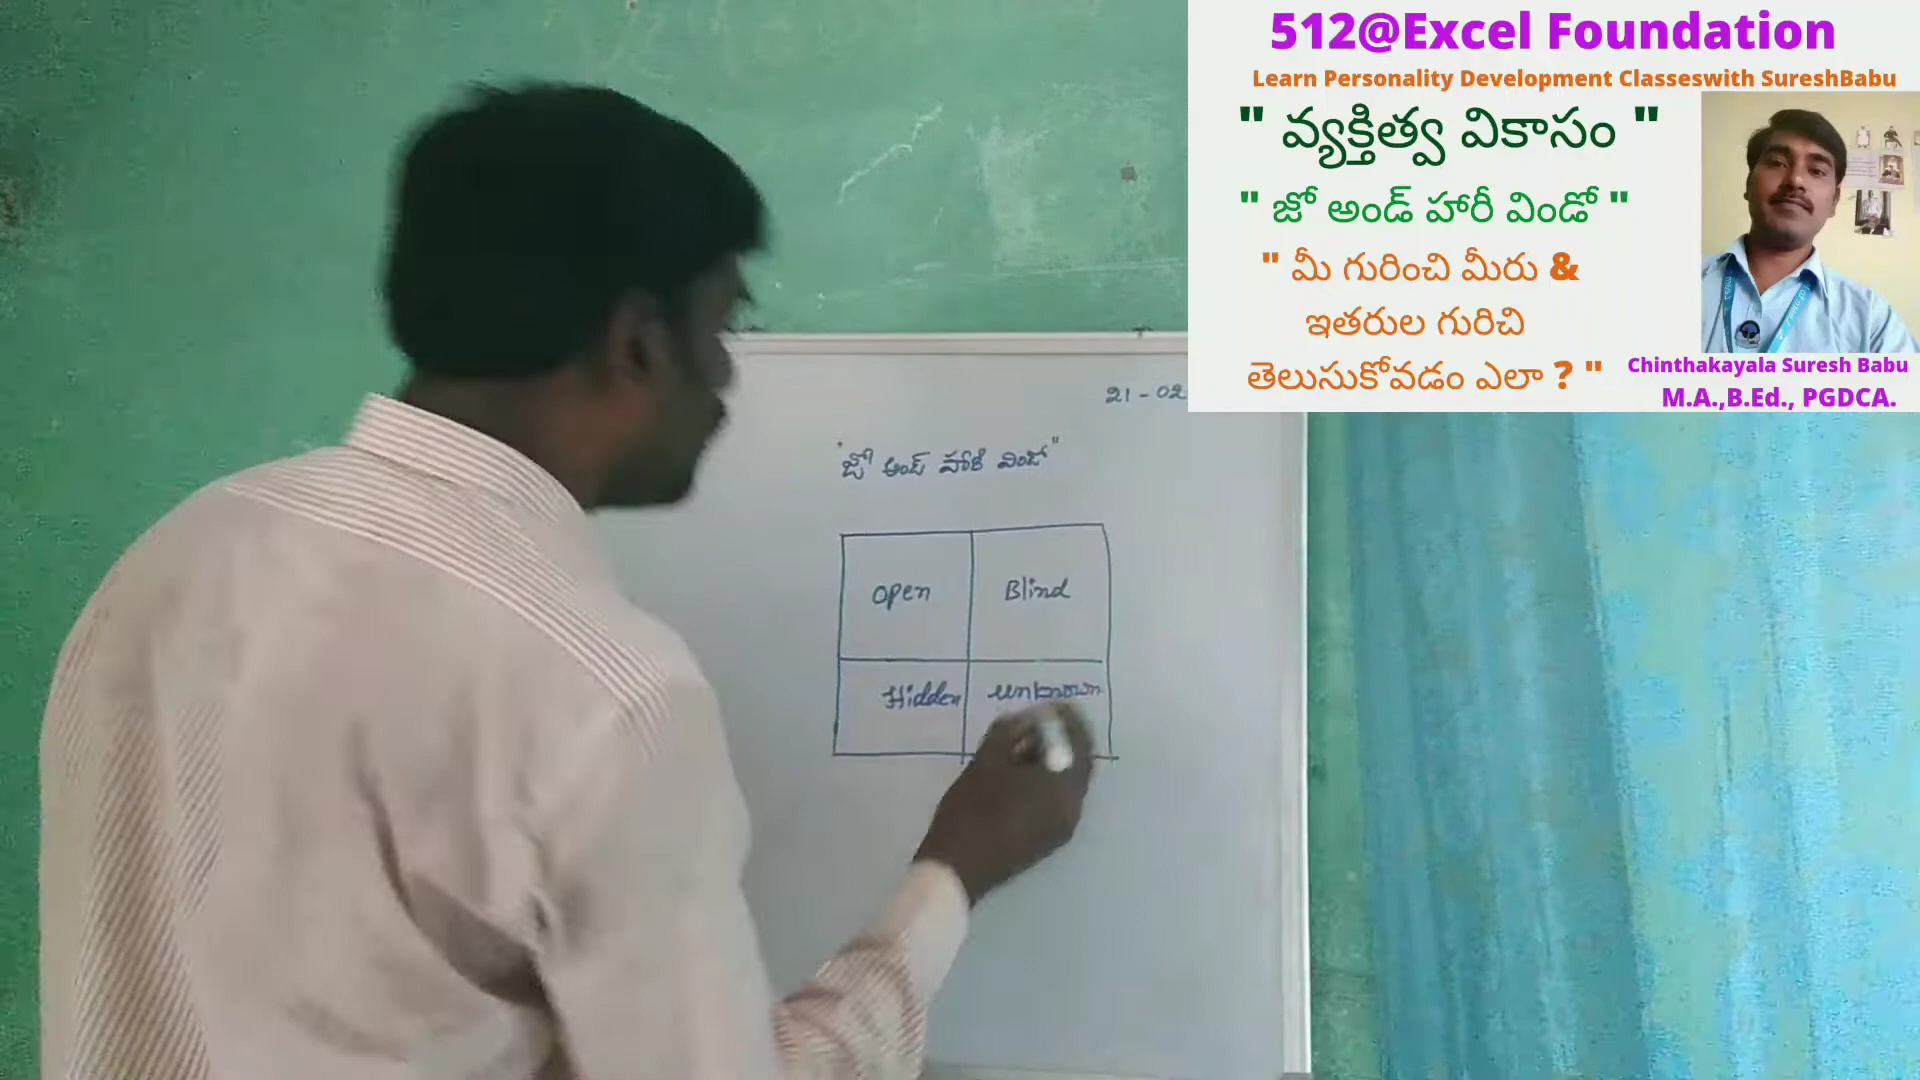 512@Excel Foundation
Learn Personality Development Classeswith SureshBabu
" వ్యక్తిత్వ వికాసం "
" జో అండ్ హారీ విండో "
" మీ గురించి మీరు &
ఇతరుల గురిచి
తెలుసుకోవడం ఎలా ? "
Chinthakayala Suresh Babu
M.A.,B.Ed., PGDCA.
21-02
"జో అండ్ హారీ విండో"
open
Blind
Hidden
unknown